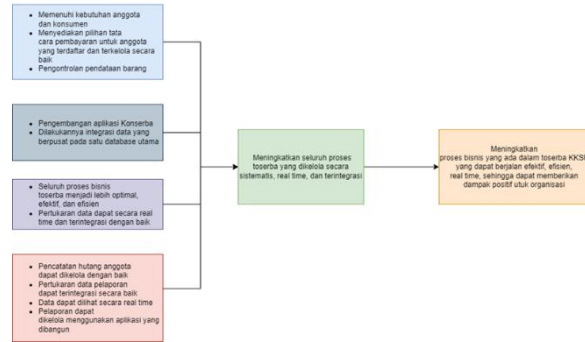 Memenuhi kebutuhan anggota
dan konsumen
Menyediakan pilihan tata
cara pembayaran untuk anggota
yang terdaftar dan terkelola secara
baik
Pengontrolan pendataan barang
Pengembangan aplikasi Konserba
Dilakukannya integrasi data yang
berpusat pada satu database utama
Seluruh proses bisnis
toserba menjadi lebih optimal,
efektif, dan efisien
Pertukaran data dapat secara real
time dan terintegrasi dengan baik
Pencatatan hutang anggota
dapat dikelola dengan baik
Pertukaran data pelaporan
dapat terintegrasi secara baik
Data dapat dilihat secara real time
Pelaporan dapat
dikelola menggunakan aplikasi yang
dibangun
Meningkatkan seluruh proses
toserba yang dikelola secara
sistematis, real time, dan terintegrasi
Meningkatkan
proses bisnis yang ada dalam toserba
yang dapat berjalan efektif, efisien,
real time, sehingga dapat memberikan
dampak positif utuk organisasi